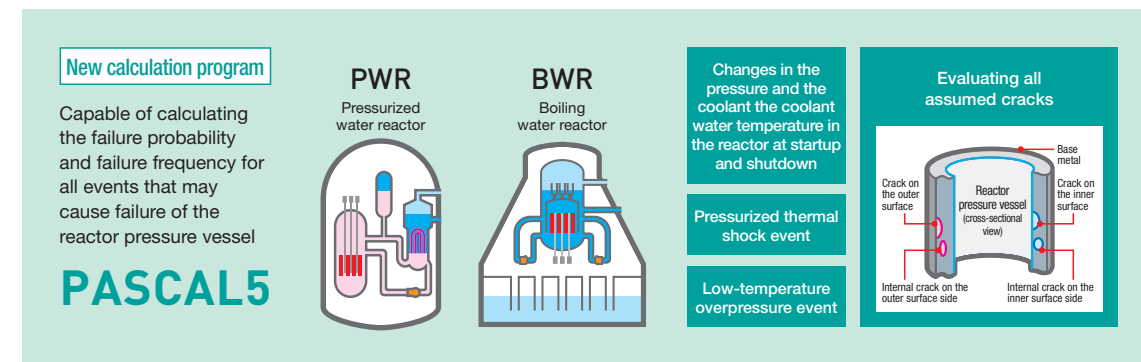 New calculation program
Capable of calculating
the failure probability
and failure frequency for
all events that may
cause failure of the
reactor pressure vessel
PASCAL5
PWR
Pressurized
water reactor
BWR
Boiling
water reactor
Changes in the
pressure and the
coolant the coolant
water temperature in
the reactor at startup
and shutdown
Pressurized thermal
shock event
Low-temperature
overpressure event
Evaluating all
assumed cracks
Base
metal
Crack on
the outer
surface
Reactor
pressure vessel
(cross-sectional
view)
Crack on
the inner
surface
Internal crack on the
outer surface side
Internal crack on the
inner surface side